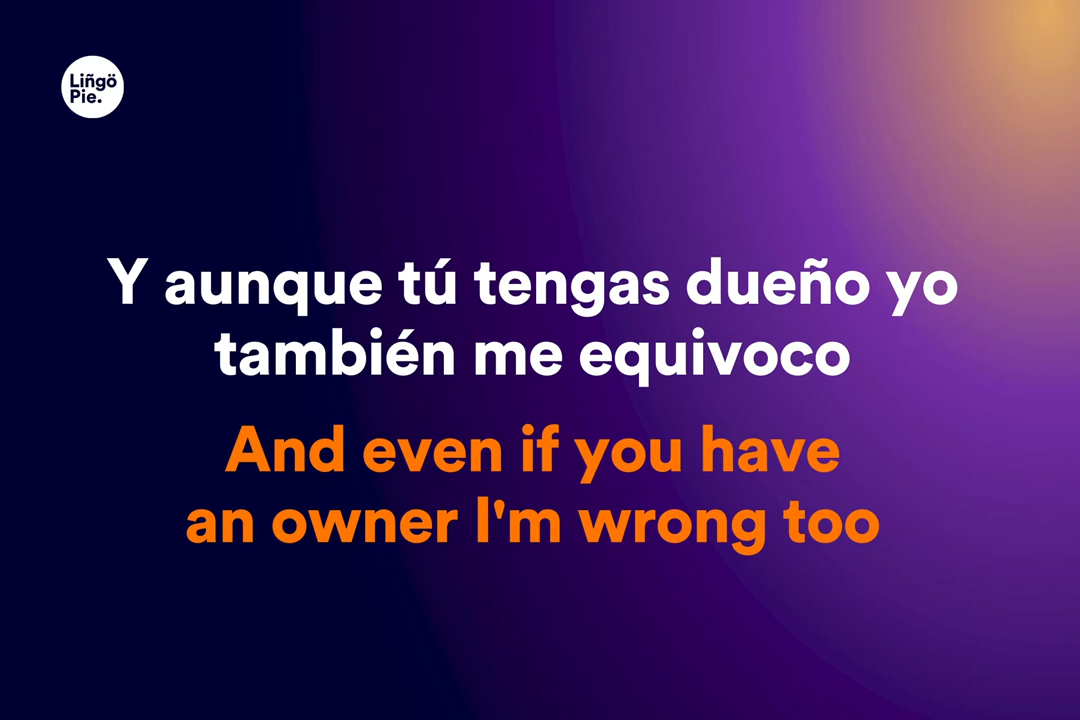 Liñgö
Pie.
Y aunque tú tengas dueño yo
también me equivoco
And even if you have
an owner I'm wrong too